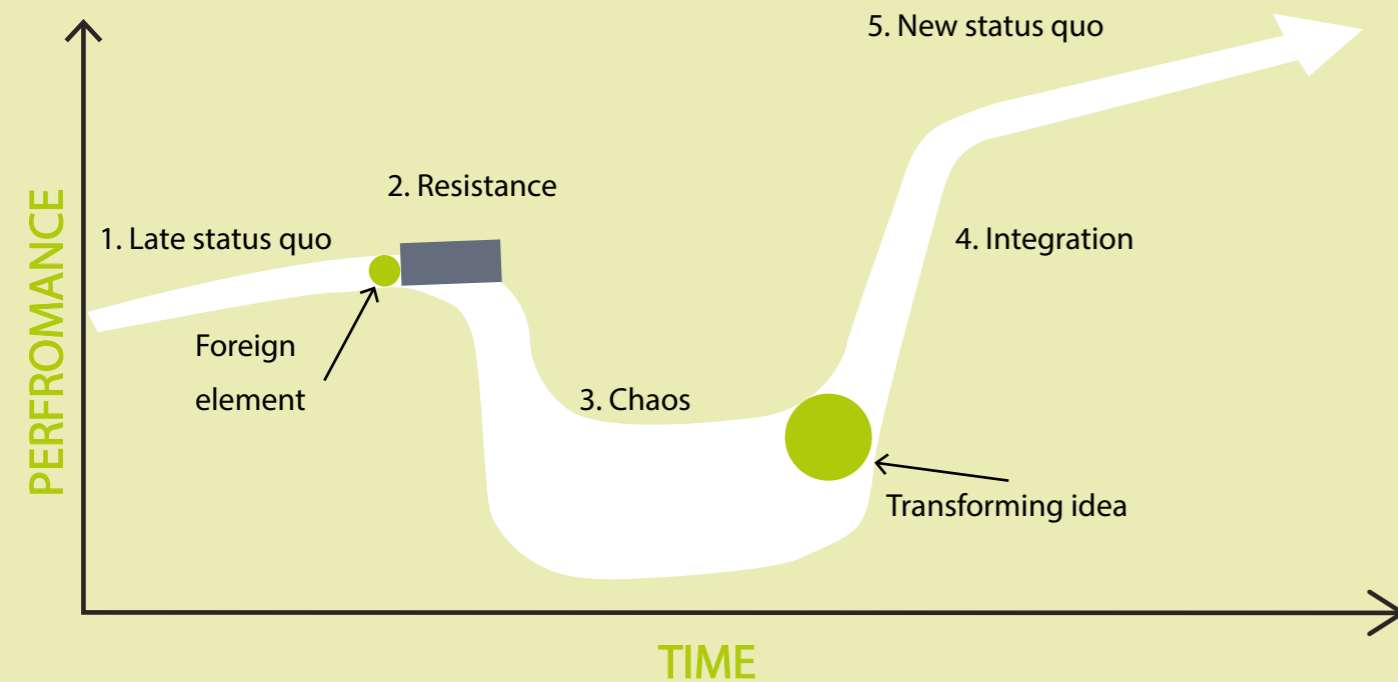 5. New status quo
2. Resistance
1. Late status quo
4. Integration
Foreign
element
3. Chaos
Transforming idea
PERFROMANCE
TIME